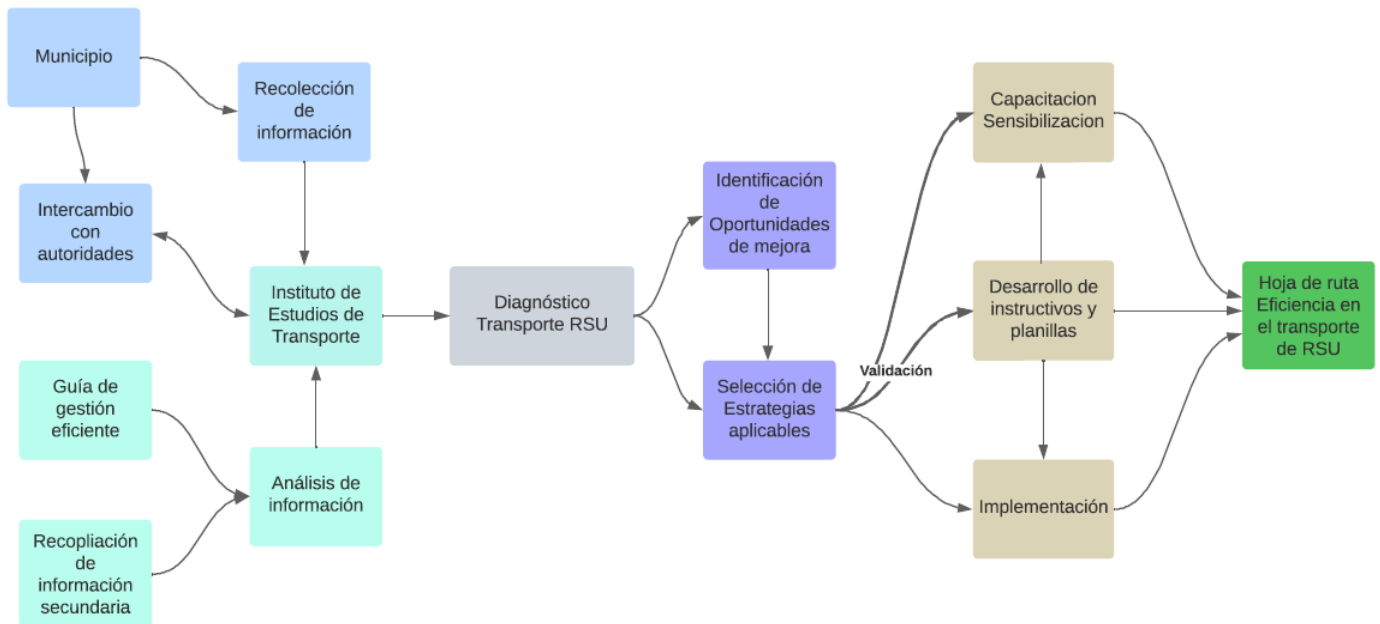 Municipio
Recolección
de
información
Intercambio
con
autoridades
Instituto de
Estudios de
Transporte
Guía de
gestión
eficiente
Análisis de
información
Recopliación
de
información
secundaria
Diagnóstico
Transporte RSU
Identificación
de
Oportunidades
de mejora
Selección de
Estrategias
aplicables
Validación
Capacitacion
Sensibilizacion
Desarrollo de
instructivos y
planillas
Implementación
Hoja de ruta
Eficiencia en
el transporte
de RSU